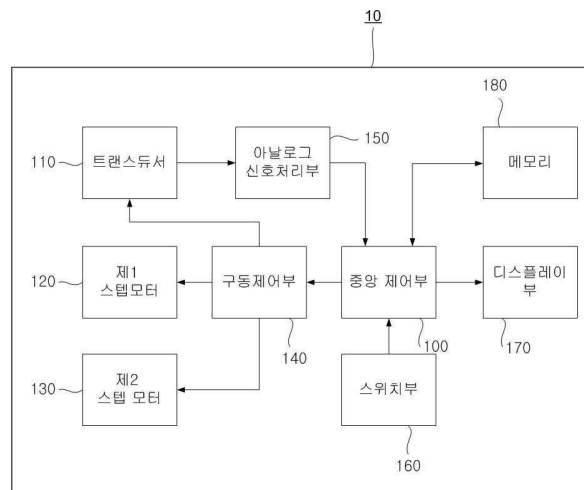 10
180
150
110
트랜스듀서
아날로그
신호처리부
메모리
120
제1
스텝모터
구동제어부
중앙 제어부
디스플레이
부
140
100
170
130
제2
스텝 모터
스위치부
160